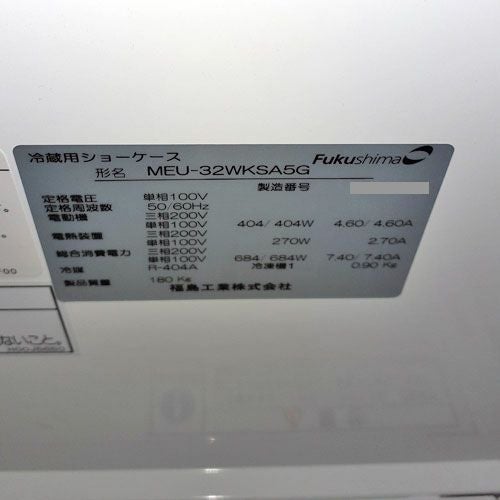 冷蔵用ショーケース
Fukushima
形名 MEU-32WKSA5G
製造番号
定格電圧 単相100V
定格周波数 50/60Hz
電動機 三相200V
単相100V 404/404W 4.60/4.60A
電熱装置 三相200V
単相100V 270W 2.70A
総合消費電力 三相200V
単相100V 684/684W 7.40/7.40A
冷媒 R-404A 冷凍機1 0.90 Kg
製品質量 180 Kg
福島工業株式会社
ないこと。